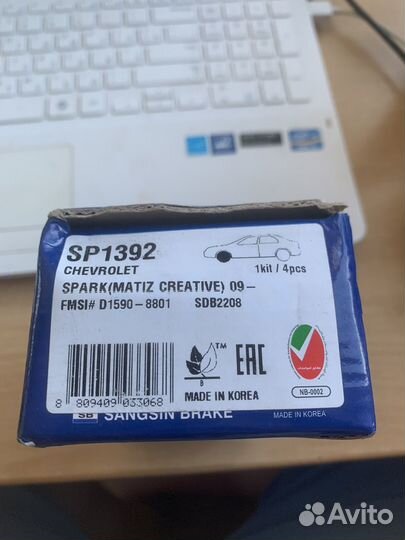 SP1392
CHEVROLET
1kit / 4pcs
SPARK(MATIZ CREATIVE) 09-
FMSI# D1590-8801 SDB2208
TM
EAC
B
MADE IN KOREA
NB-0002
8 809409 033068
SB SANGSIN BRAKE
MADE IN KOREA
Avito